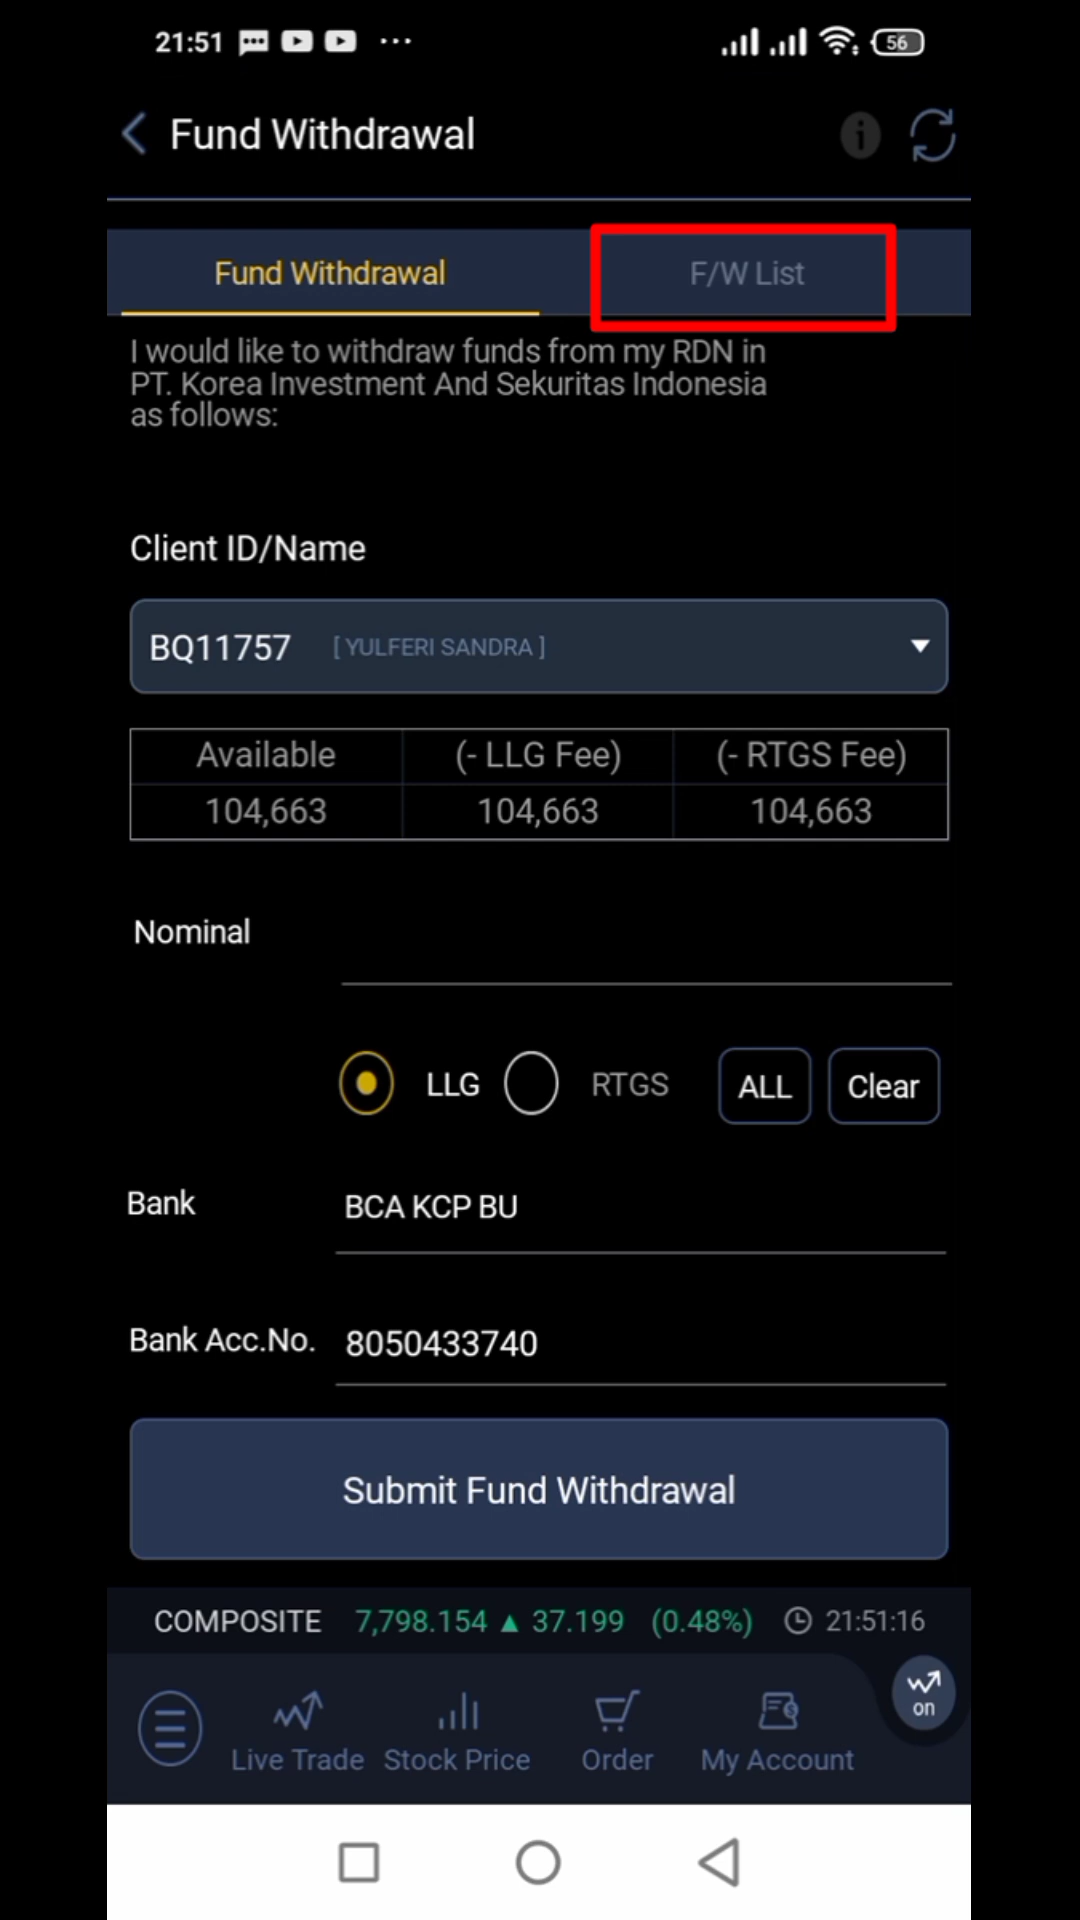 21:51
56
Fund Withdrawal
Fund Withdrawal
F/W List
I would like to withdraw funds from my RDN in
PT. Korea Investment And Sekuritas Indonesia
as follows:
Client ID/Name
BQ11757 [ YULFERI SANDRA ]
Available (- LLG Fee) (- RTGS Fee)
104,663 104,663 104,663
Nominal
LLG RTGS ALL Clear
Bank BCA KCP BU
Bank Acc.No. 8050433740
Submit Fund Withdrawal
COMPOSITE 7,798.154 ▲ 37.199 (0.48%) 21:51:16
on
Live Trade Stock Price Order My Account